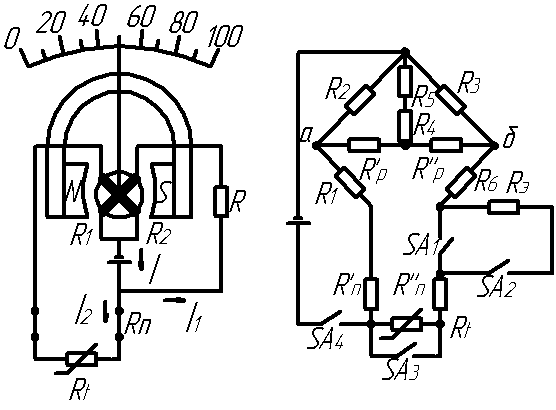 0 20 40 60 80 100
N S
R1 R2 R
I
I2 Rп I1
Rt
R2 R5 R3
а R4 б
R'р R"р
R1 R6 Rэ
SA1
R'п R"п SA2
SA4 Rt
SA3